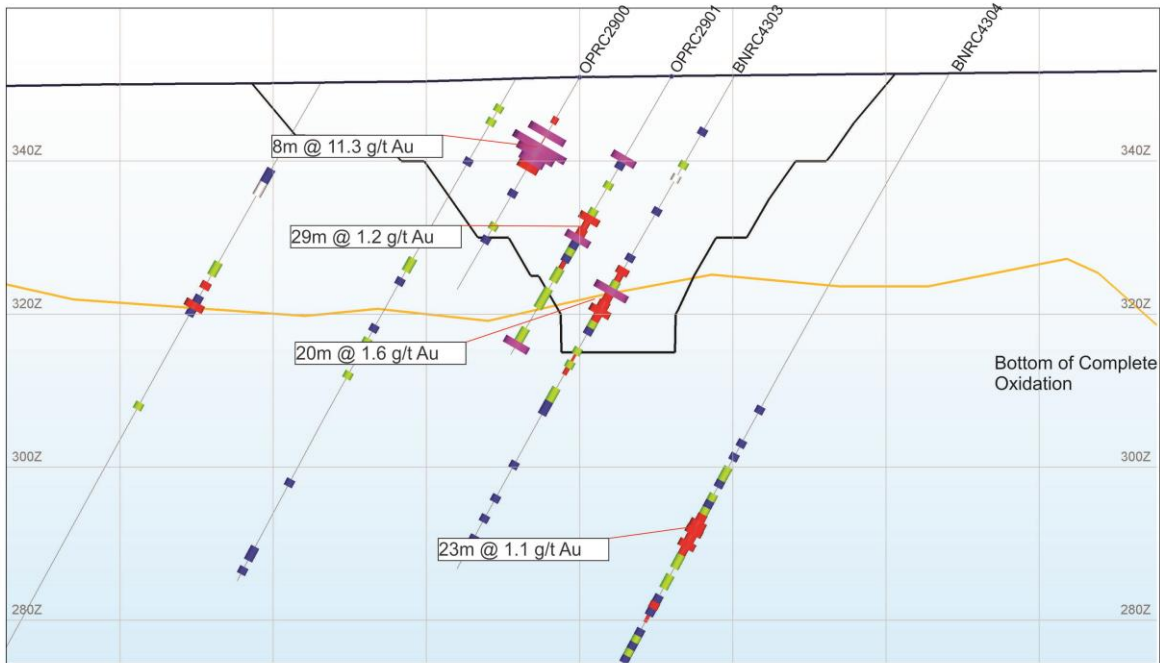 OPRC2900
OPRC2901
BNRC4303
BNRC4304
8m @ 11.3 g/t Au
340Z
340Z
29m @ 1.2 g/t Au
320Z
320Z
20m @ 1.6 g/t Au
Bottom of Complete
Oxidation
300Z
300Z
23m @ 1.1 g/t Au
280Z
280Z